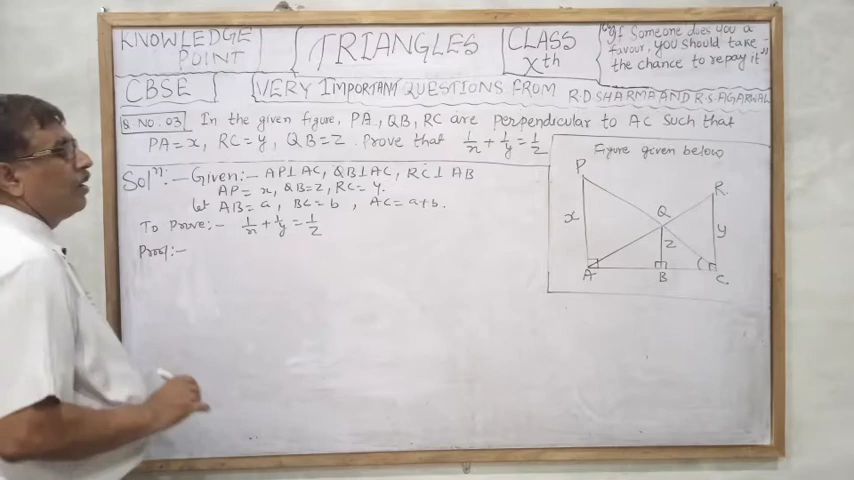 KNOWLEDGE POINT
TRIANGLES
CLASS Xth
"If Someone does you a favour, you should take the chance to repay it"
CBSE
VERY IMPORTANT QUESTIONS FROM R.D SHARMA AND R.S. AGARWAL
Q.NO.03 In the given figure, PA, QB, RC are perpendicular to AC such that
PA=x, RC=y, QB=z. Prove that 1/x + 1/y = 1/z
Figure given below
Solⁿ:- Given:- AP⊥AC, QB⊥AC, RC⊥AB
AP=x, QB=z, RC=y.
let AB=a, BC=b, AC=a+b.
To Prove:- 1/x + 1/y = 1/z
Proof:-
P
R
Q
x
z
y
A
B
C